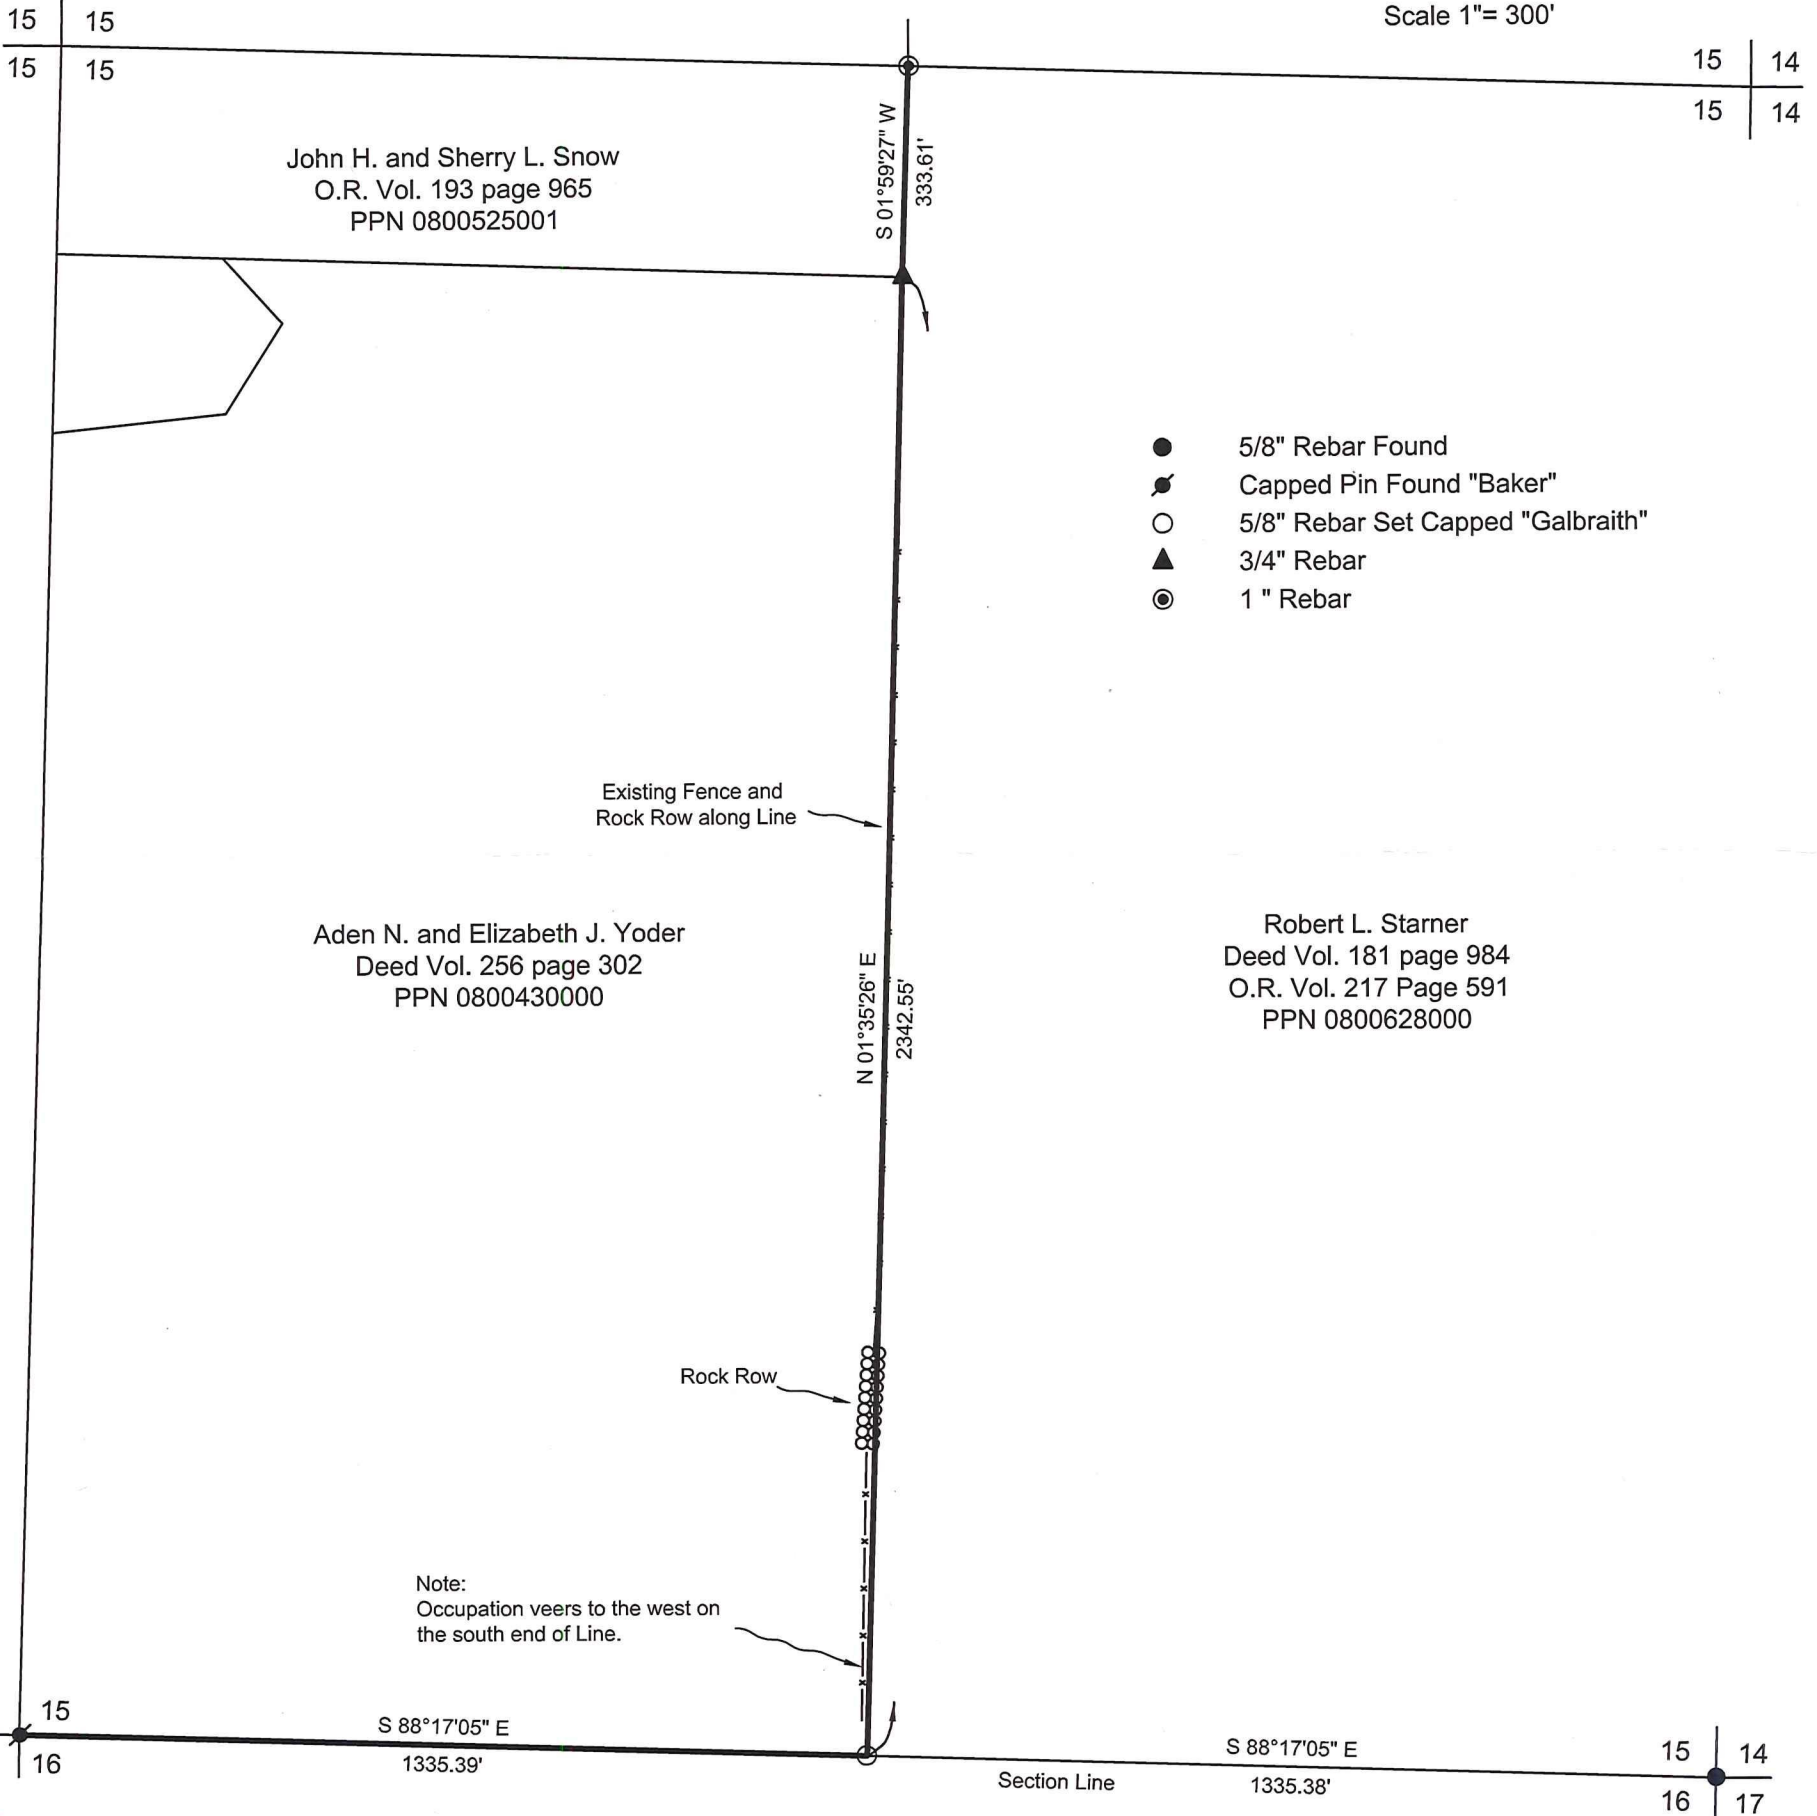 Scale 1"= 300'
15 15
15 15
15 14
15 14
John H. and Sherry L. Snow
O.R. Vol. 193 page 965
PPN 0800525001
S 01°59'27" W
333.61'
5/8" Rebar Found
Capped Pin Found "Baker"
5/8" Rebar Set Capped "Galbraith"
3/4" Rebar
1 " Rebar
Existing Fence and
Rock Row along Line
Aden N. and Elizabeth J. Yoder
Deed Vol. 256 page 302
PPN 0800430000
N 01°35'26" E
2342.55'
Robert L. Starner
Deed Vol. 181 page 984
O.R. Vol. 217 Page 591
PPN 0800628000
Rock Row
Note:
Occupation veers to the west on
the south end of Line.
15
16
S 88°17'05" E
1335.39'
Section Line
S 88°17'05" E
1335.38'
15 14
16 17